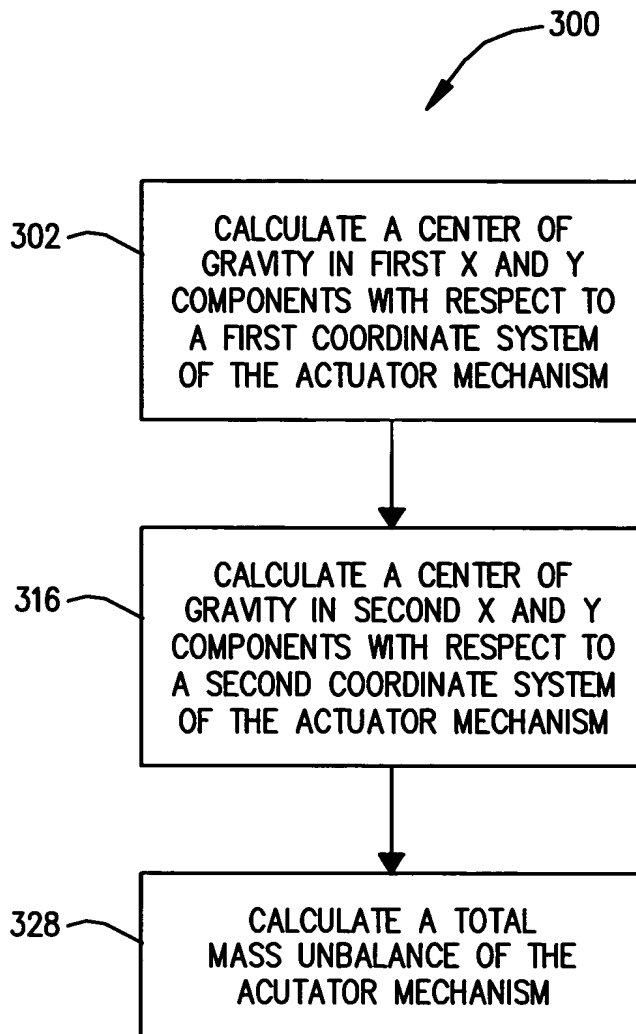 300
302
CALCULATE A CENTER OF
GRAVITY IN FIRST X AND Y
COMPONENTS WITH RESPECT TO
A FIRST COORDINATE SYSTEM
OF THE ACTUATOR MECHANISM
316
CALCULATE A CENTER OF
GRAVITY IN SECOND X AND Y
COMPONENTS WITH RESPECT TO
A SECOND COORDINATE SYSTEM
OF THE ACTUATOR MECHANISM
328
CALCULATE A TOTAL
MASS UNBALANCE OF THE
ACUTATOR MECHANISM